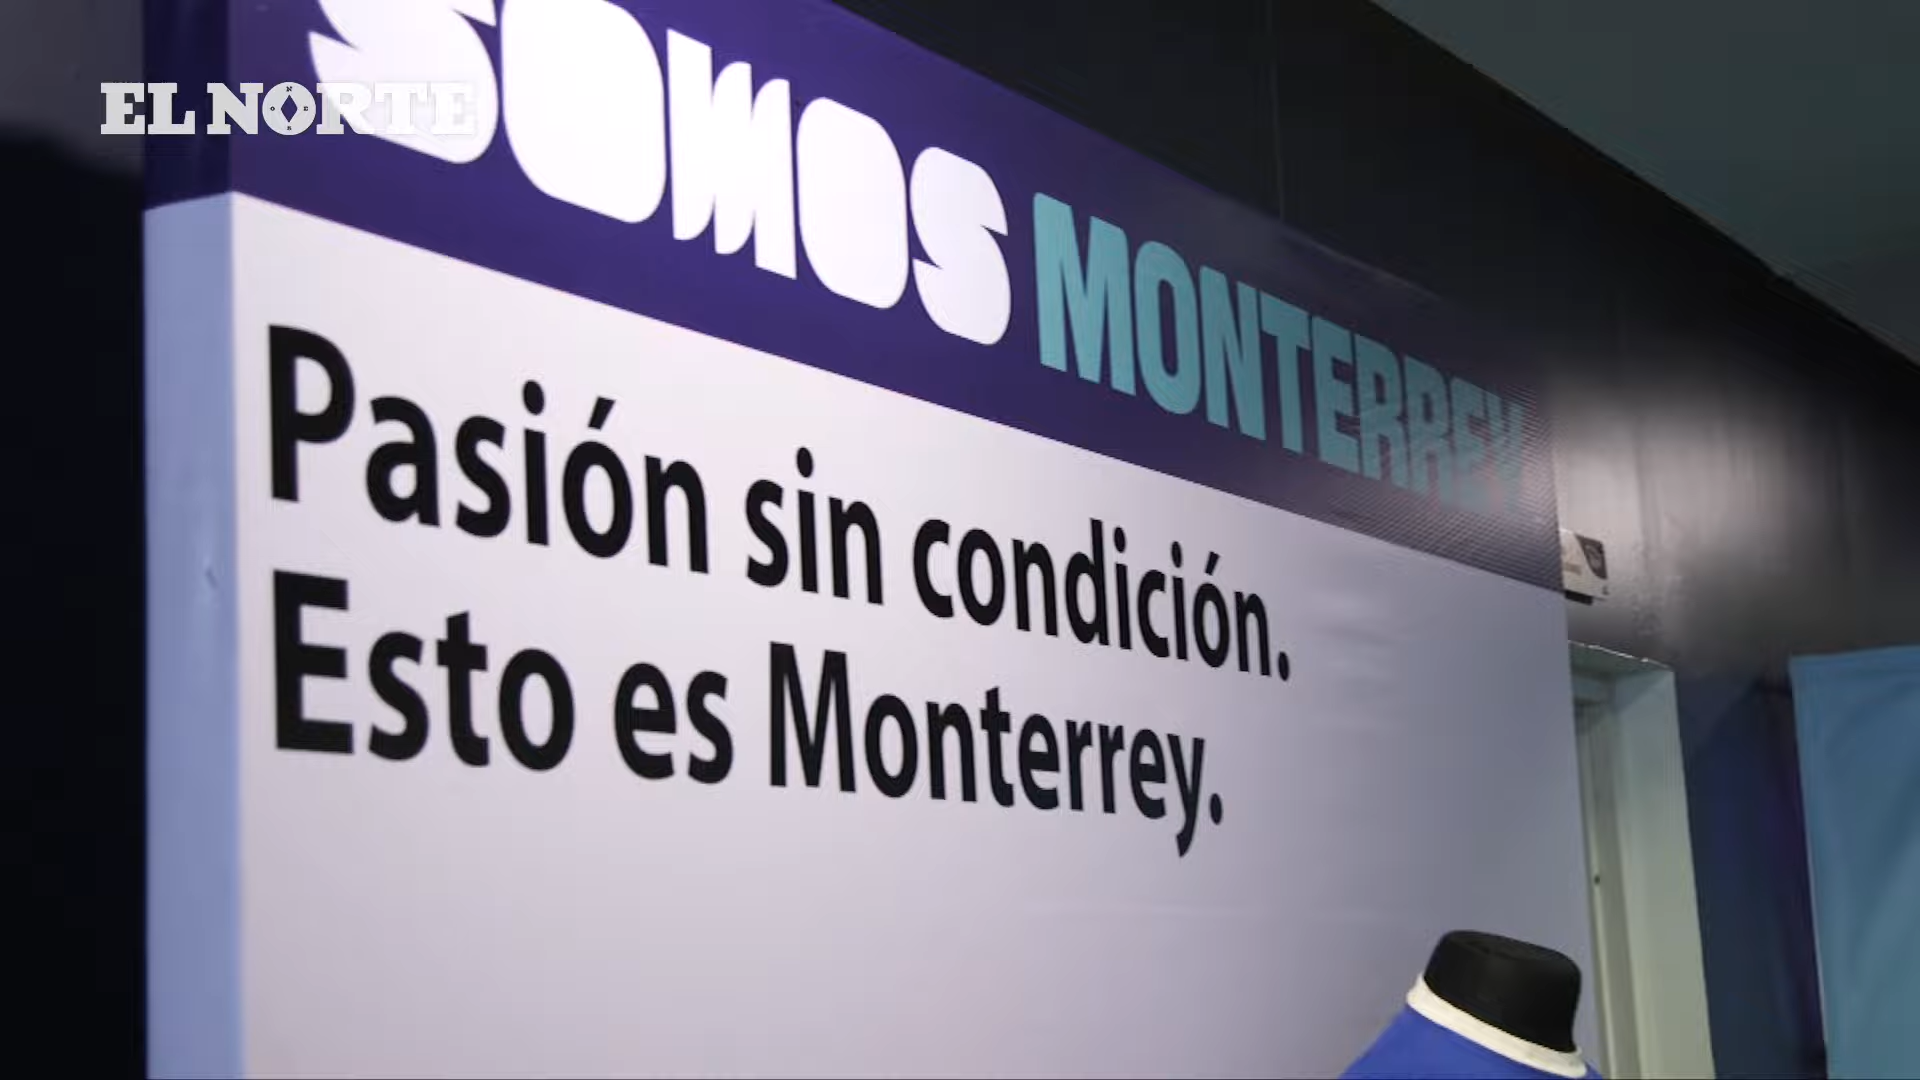 SOMOS MONTERREY
EL NORTE
Pasión sin condición.
Esto es Monterrey.